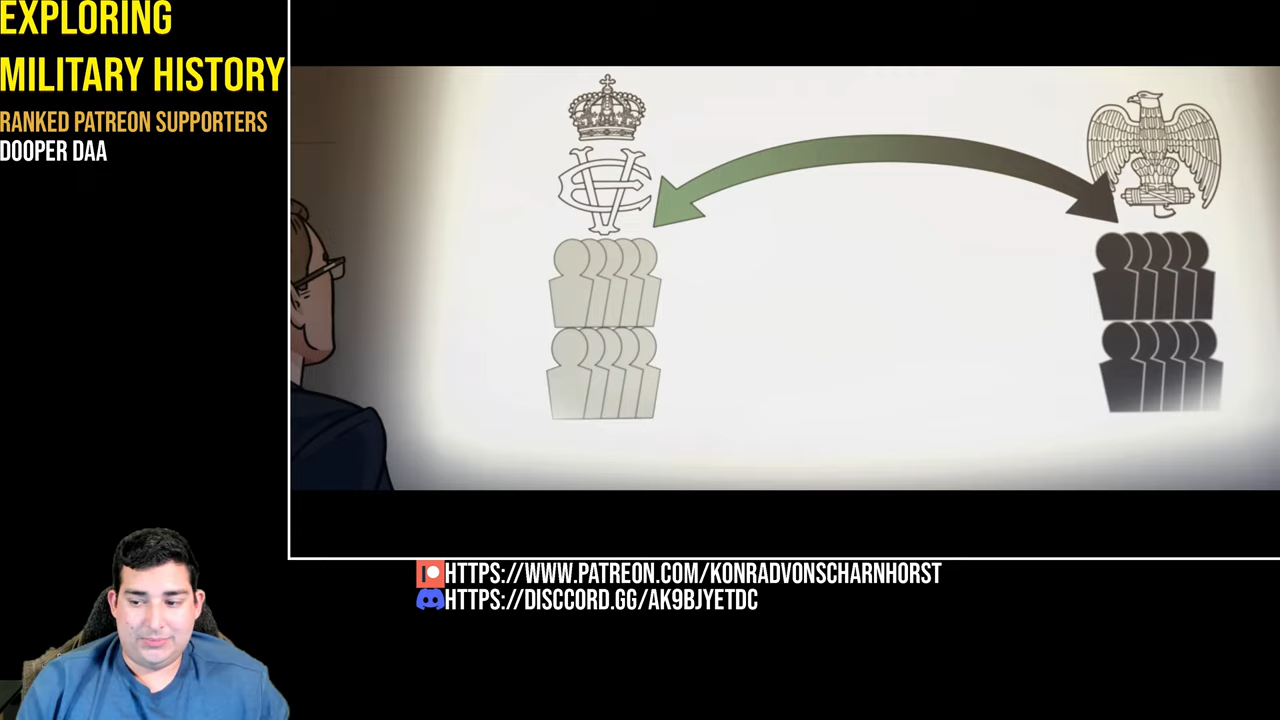 EXPLORING
MILITARY HISTORY
RANKED PATREON SUPPORTERS
DOOPER DAA
HTTPS://WWW.PATREON.COM/KONRADVONSCHARNHORST
HTTPS://DISCCORD.GG/AK9BJYETDC